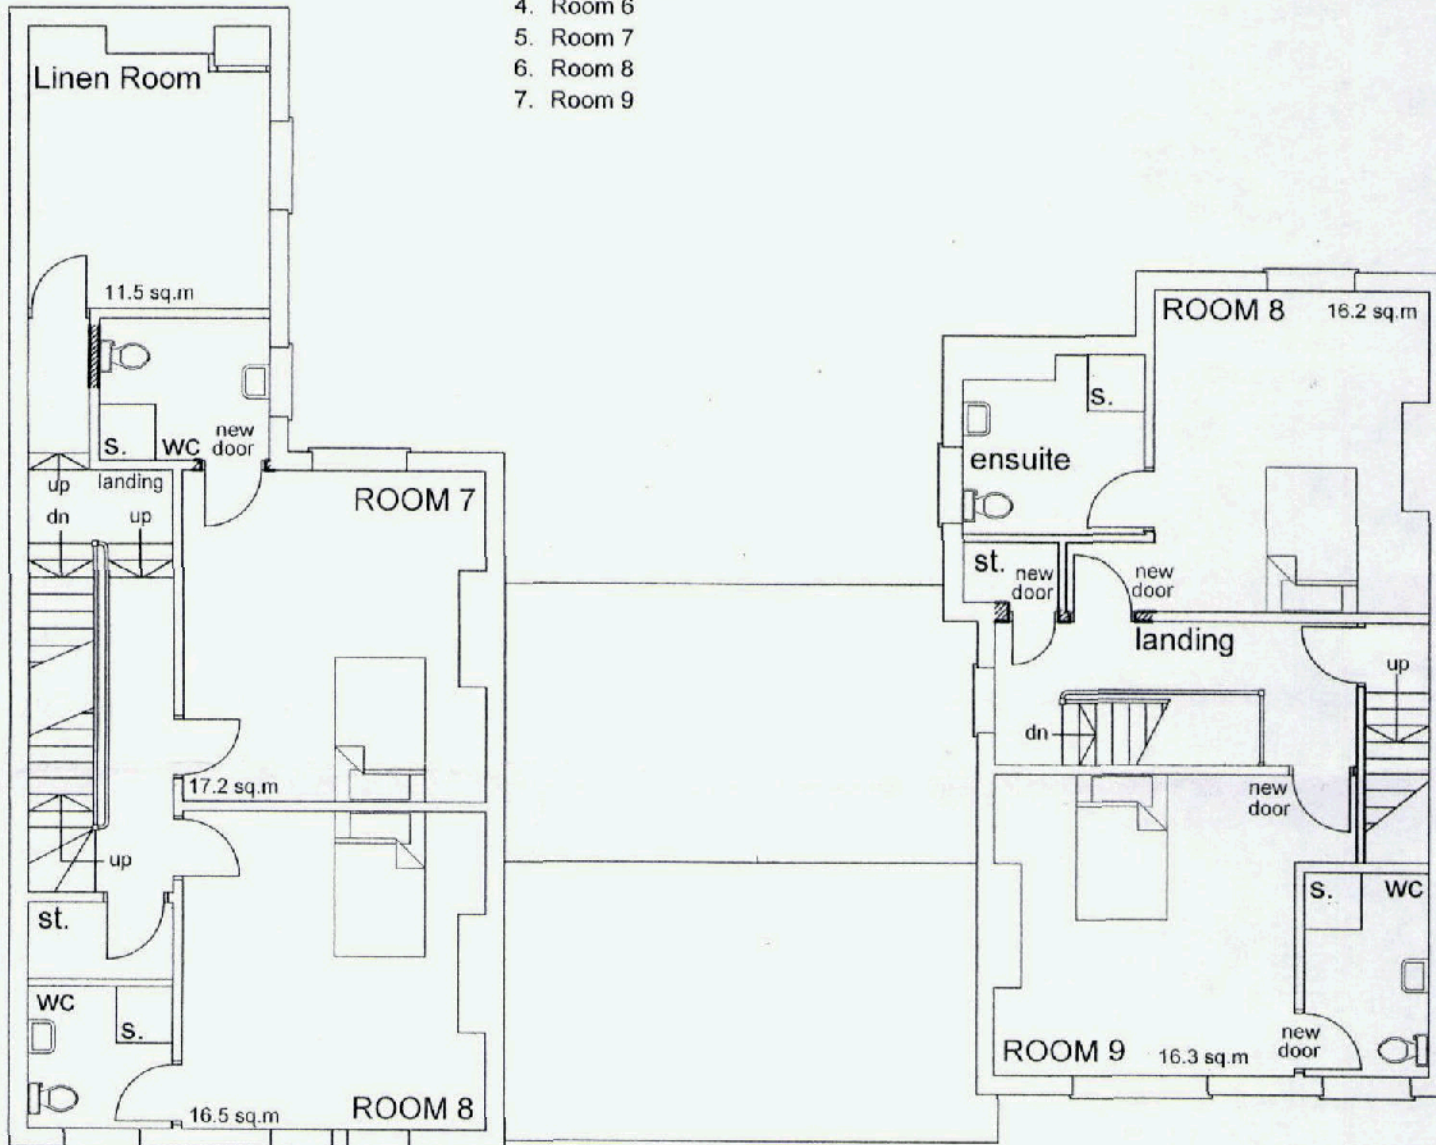 4. Room 6
5. Room 7
6. Room 8
7. Room 9
Linen Room
11.5 sq.m
s.
WC
new
door
up
landing
dn
up
ROOM 7
17.2 sq.m
up
st.
WC
s.
16.5 sq.m
ROOM 8
ROOM 8
16.2 sq.m
s.
ensuite
st.
new
door
new
door
landing
up
dn
new
door
s.
WC
ROOM 9
16.3 sq.m
new
door